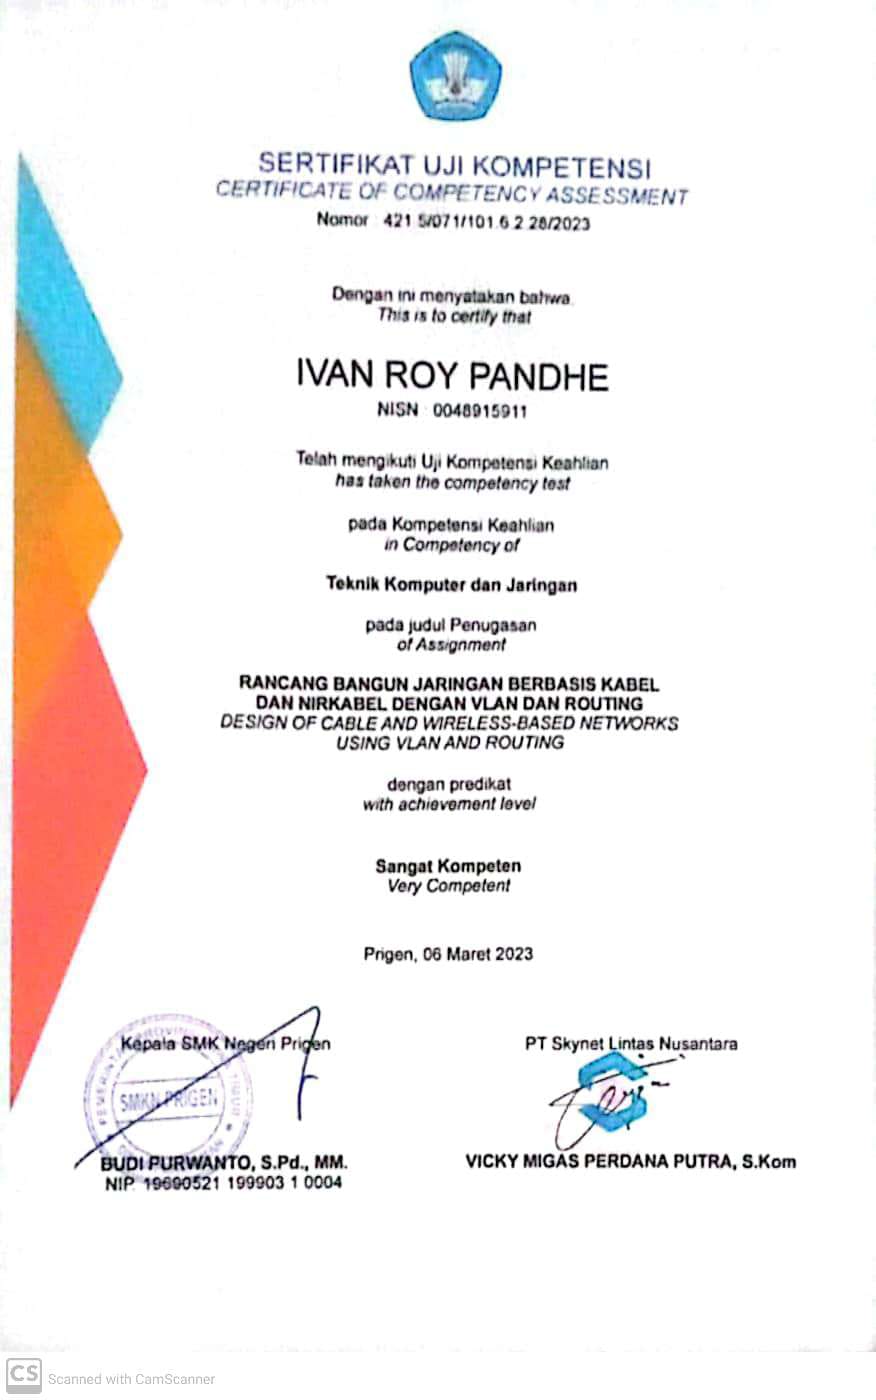 SERTIFIKAT UJI KOMPETENSI
CERTIFICATE OF COMPETENCY ASSESSMENT
Nomor : 421.5/071/101.6.2.28/2023
Dengan ini menyatakan bahwa
This is to certify that
IVAN ROY PANDHE
NISN : 0048915911
Telah mengikuti Uji Kompetensi Keahlian
has taken the competency test
pada Kompetensi Keahlian
in Competency of
Teknik Komputer dan Jaringan
pada judul Penugasan
of Assignment
RANCANG BANGUN JARINGAN BERBASIS KABEL
DAN NIRKABEL DENGAN VLAN DAN ROUTING
DESIGN OF CABLE AND WIRELESS-BASED NETWORKS
USING VLAN AND ROUTING
dengan predikat
with achievement level
Sangat Kompeten
Very Competent
Prigen, 06 Maret 2023
Kepala SMK Negeri Prigen
SMKN PRIGEN
BUDI PURWANTO, S.Pd., MM.
NIP. 19690521 199903 1 0004
PT Skynet Lintas Nusantara
VICKY MIGAS PERDANA PUTRA, S.Kom
CS Scanned with CamScanner